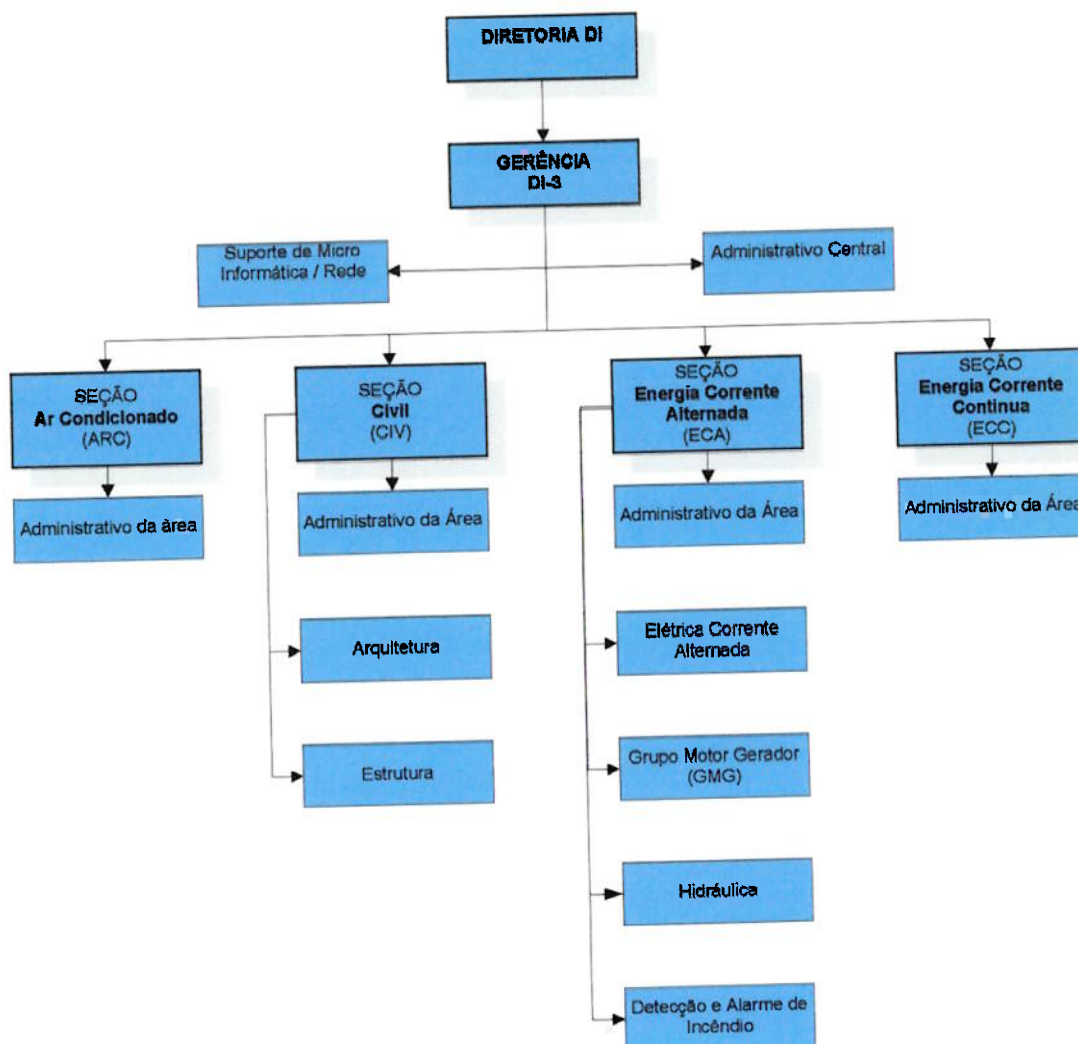 DIRETORIA DI
GERÊNCIA
DI-3
Suporte de Micro
Informática / Rede
Administrativo Central
SEÇÃO
Ar Condicionado
(ARC)
SEÇÃO
Civil
(CIV)
SEÇÃO
Energia Corrente
Alternada
(ECA)
SEÇÃO
Energia Corrente
Continua
(ECC)
Administrativo da àrea
Administrativo da Área
Administrativo da Área
Administrativo da Área
Arquitetura
Elétrica Corrente
Alternada
Estrutura
Grupo Motor Gerador
(GMG)
Hidráulica
Detecção e Alarme de
Incêndio